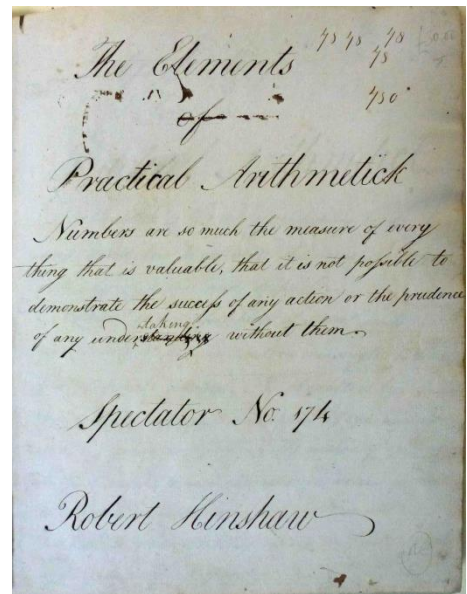 The Elements
of
Practical Arithmetick
Numbers are so much the measure of every
thing that is valuable, that it is not poſsible to
demonstrate the succeſs of any action or the prudence
of any undertaking without them
Spectator No. 174
Robert Hinshaw